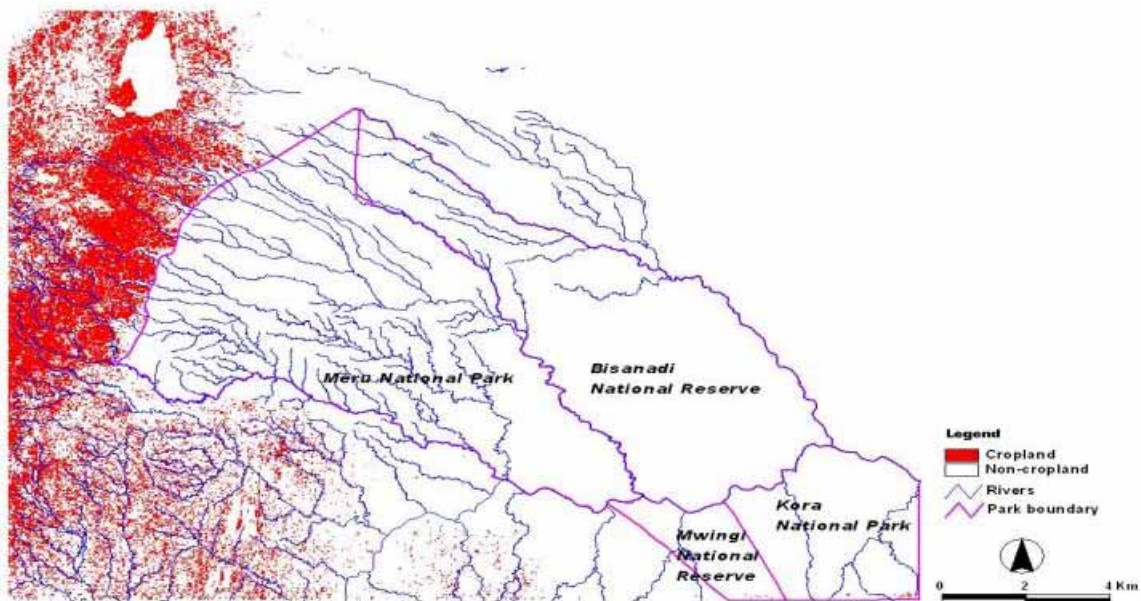 Meru National Park
Bisanadi
National Reserve
Kora
National Park
Mwingi
National
Reserve
Legend
Cropland
Non-cropland
Rivers
Park boundary
0 2 4 Km